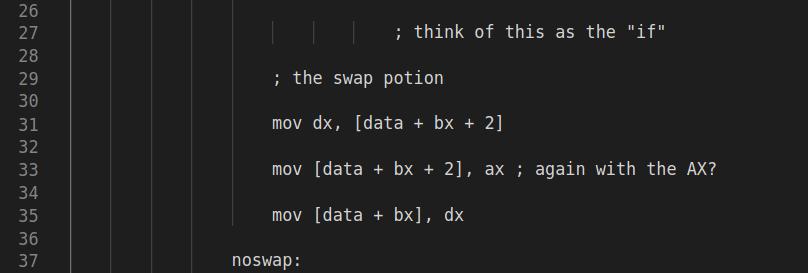 26
27 ; think of this as the "if"
28
29 ; the swap potion
30
31 mov dx, [data + bx + 2]
32
33 mov [data + bx + 2], ax ; again with the AX?
34
35 mov [data + bx], dx
36
37 noswap: